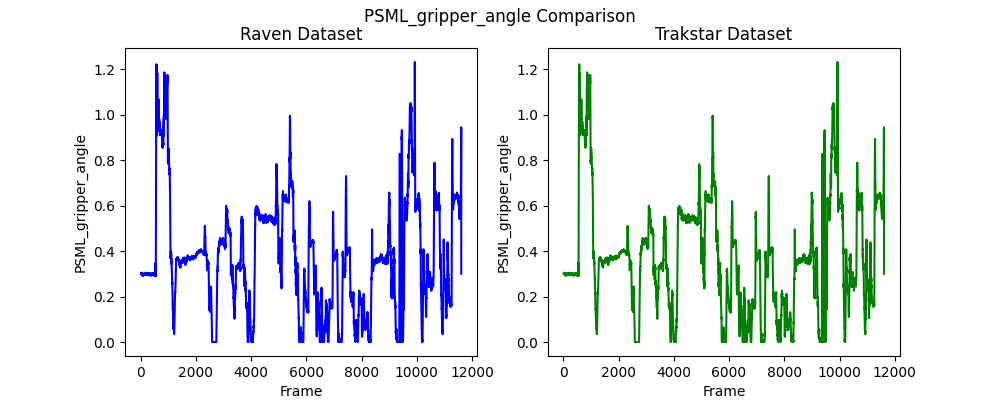 PSML_gripper_angle Comparison
Raven Dataset
PSML_gripper_angle
1.2
1.0
0.8
0.6
0.4
0.2
0.0
0 2000 4000 6000 8000 10000 12000
Frame
Trakstar Dataset
PSML_gripper_angle
1.2
1.0
0.8
0.6
0.4
0.2
0.0
0 2000 4000 6000 8000 10000 12000
Frame